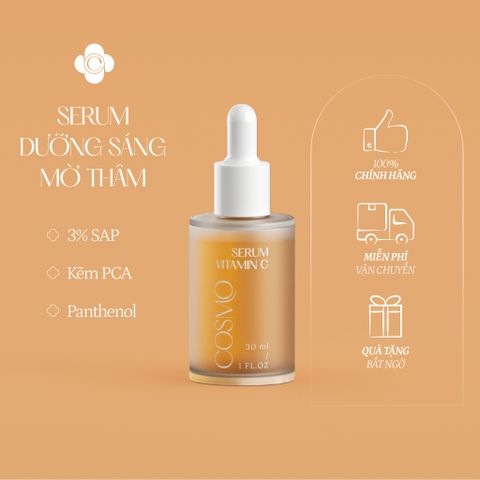 SERUM
DƯỠNG SÁNG
MỜ THÂM
3% SAP
Kẽm PCA
Panthenol
SERUM
VITAMIN C
COSMO
30 ml
/
1 FL.OZ
100%
CHÍNH HÃNG
MIỄN PHÍ
VẬN CHUYỂN
QUÀ TẶNG
BẤT NGỜ